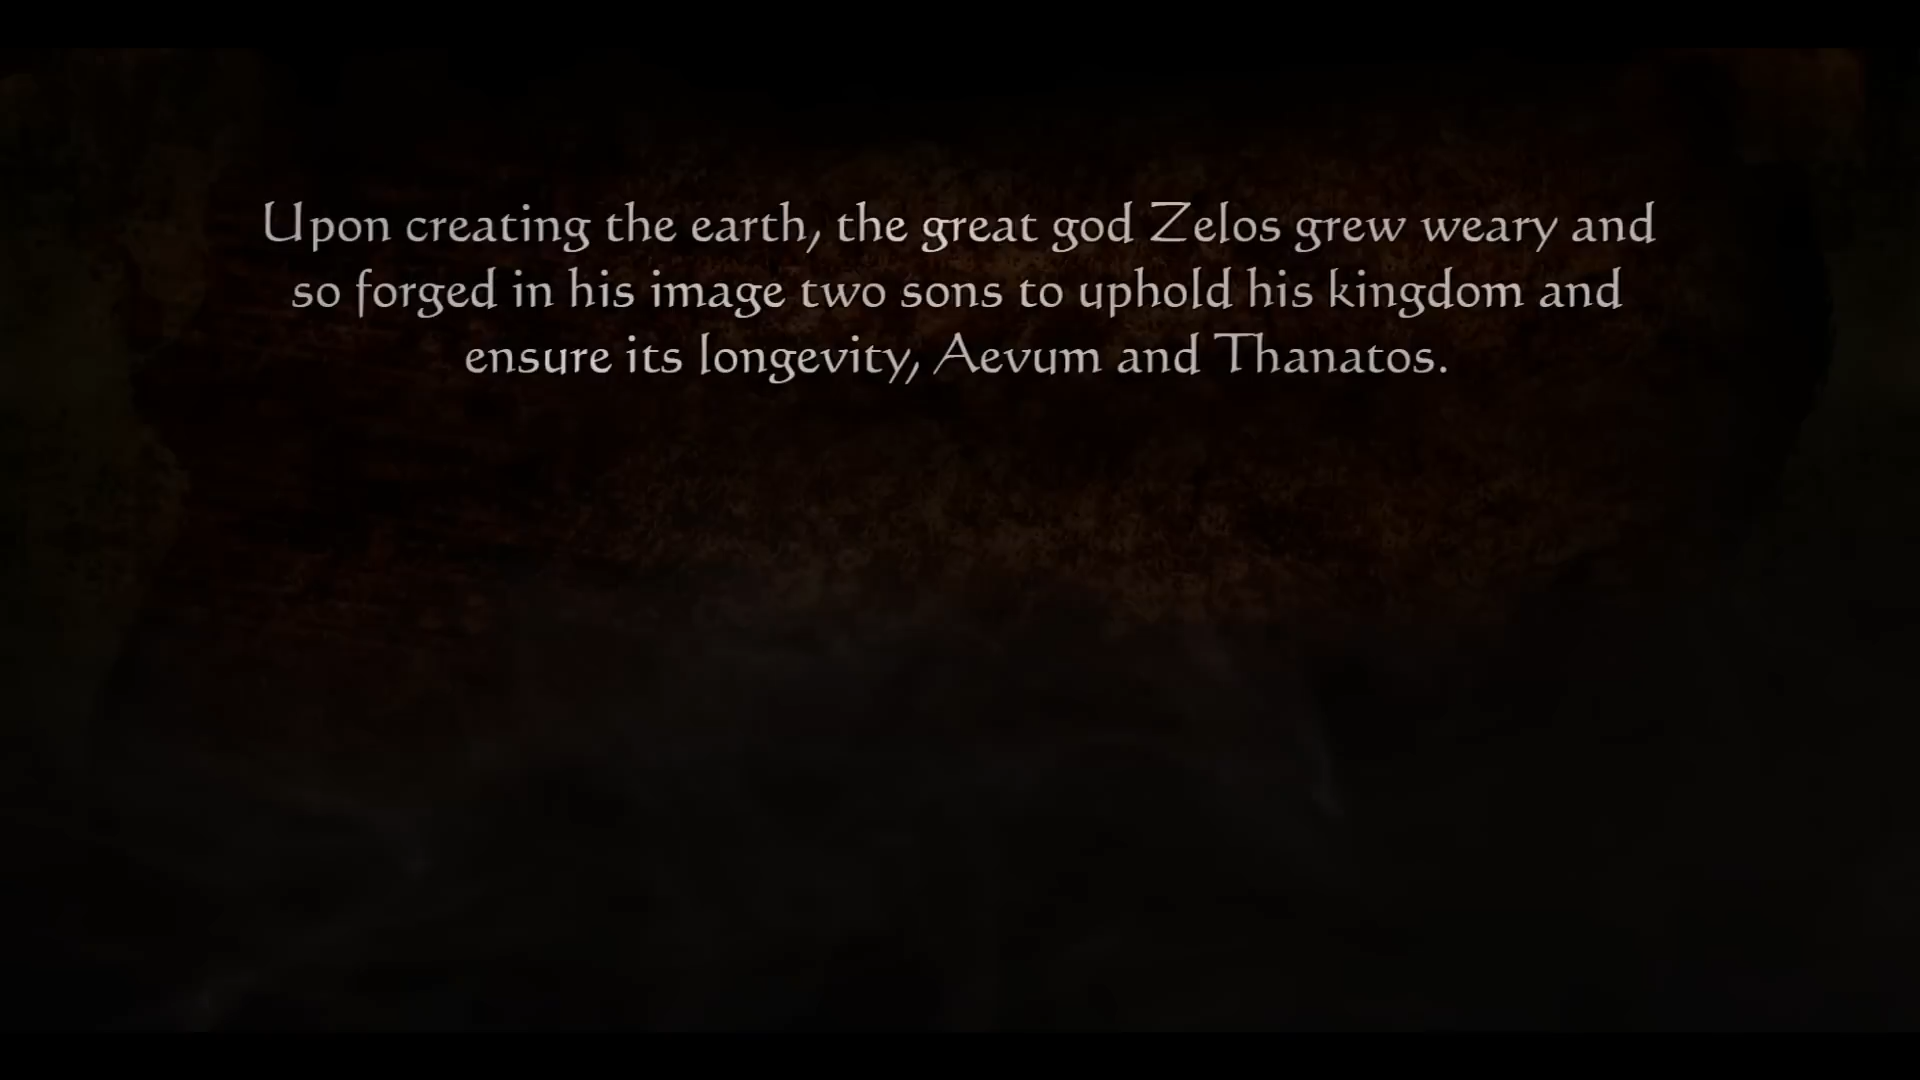 Upon creating the earth, the great god Zelos grew weary and
so forged in his image two sons to uphold his kingdom and
ensure its longevity, Aevum and Thanatos.